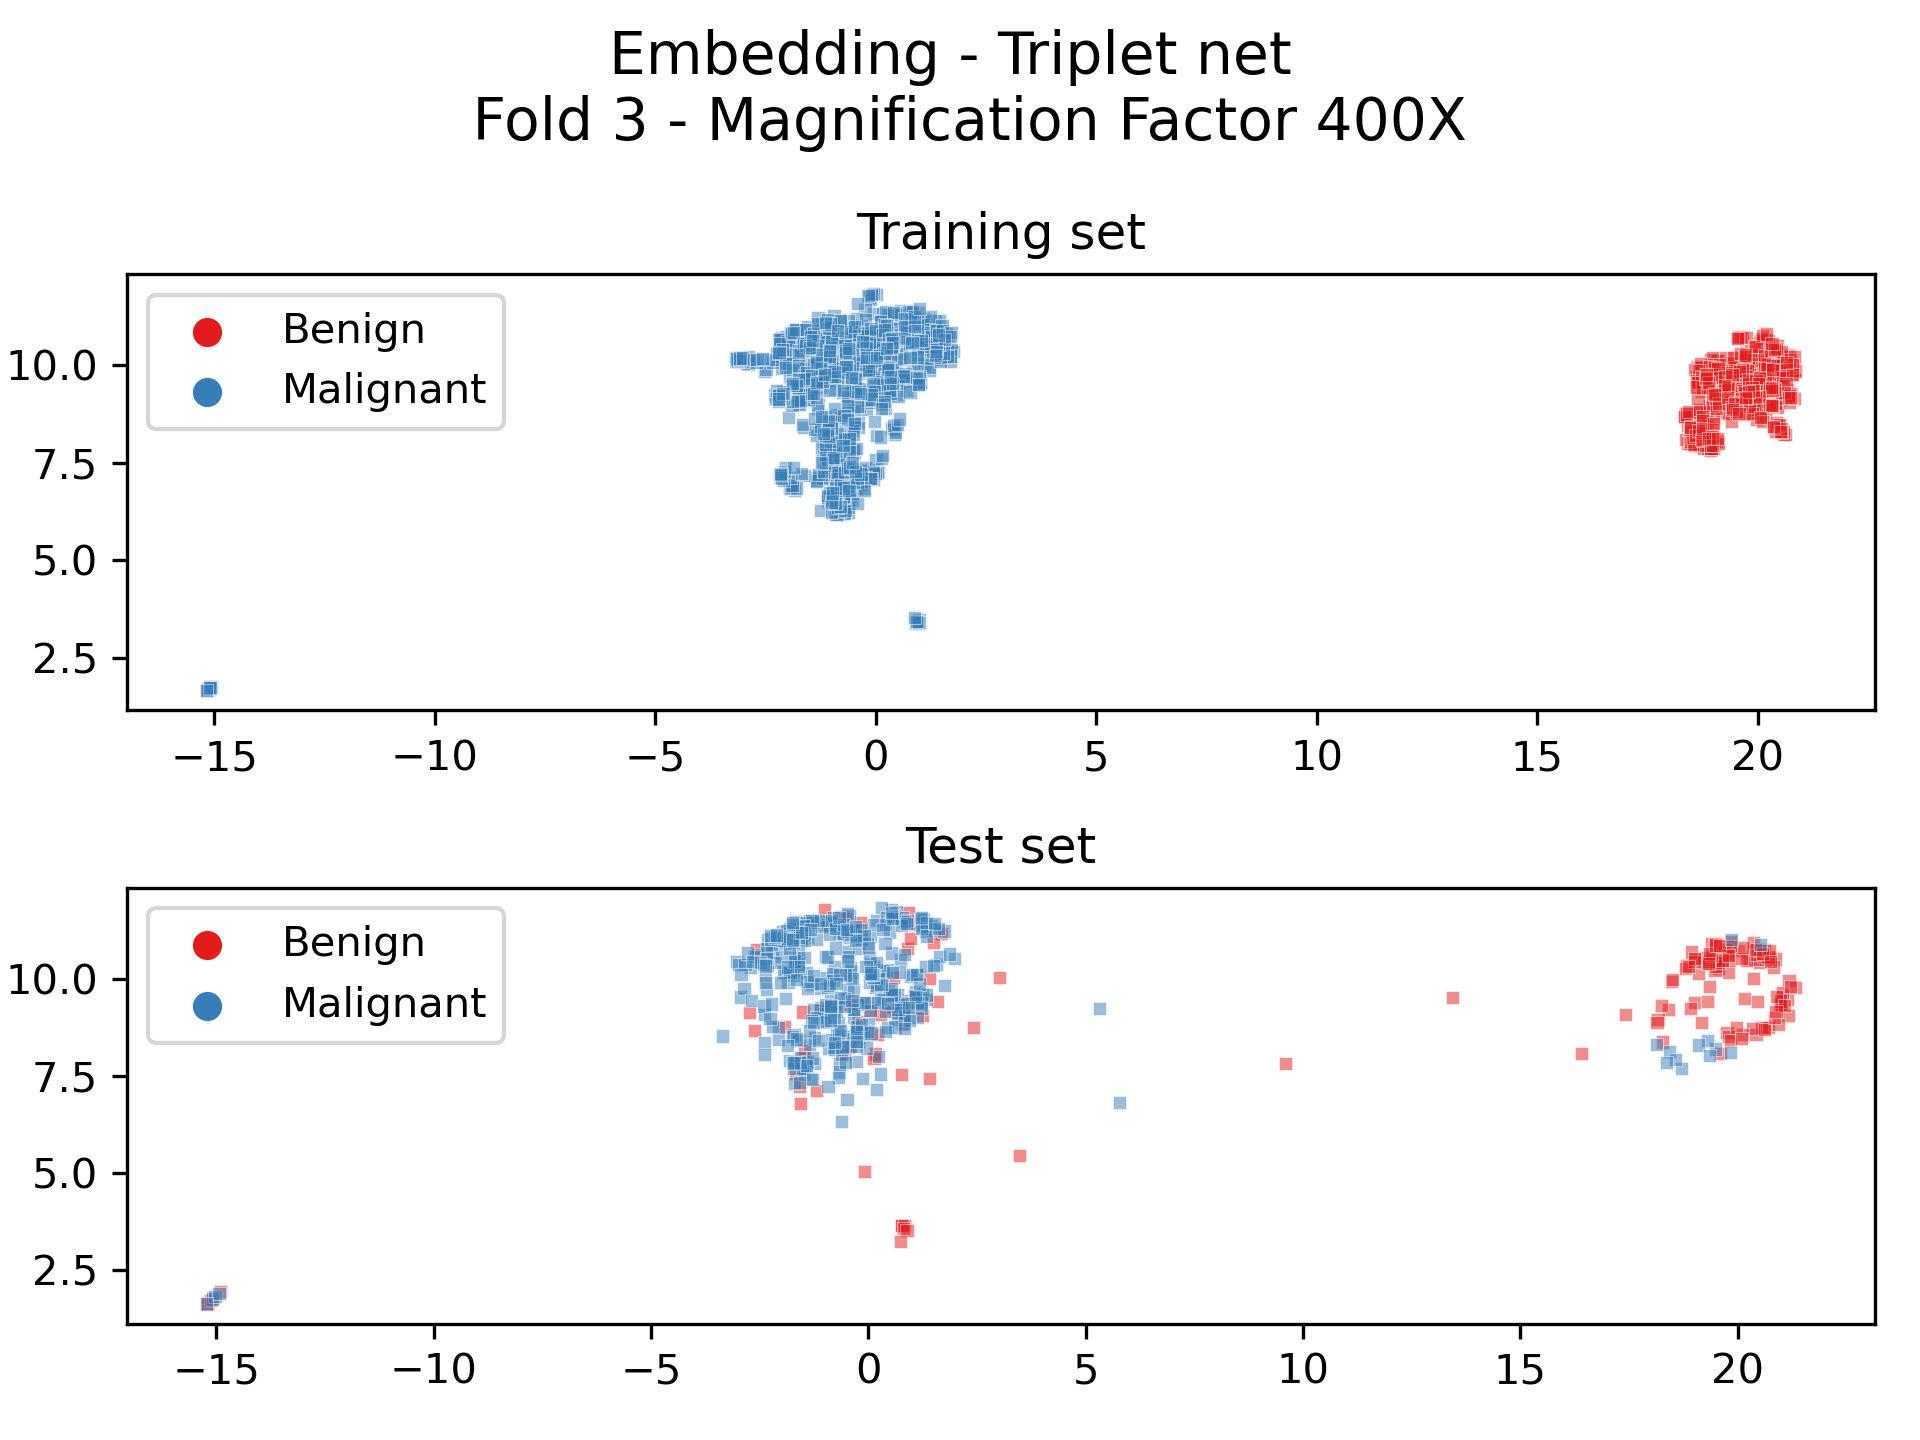 Embedding - Triplet net
Fold 3 - Magnification Factor 400X
Training set
Benign
Malignant
10.0
7.5
5.0
2.5
−15 −10 −5 0 5 10 15 20
Test set
Benign
Malignant
10.0
7.5
5.0
2.5
−15 −10 −5 0 5 10 15 20